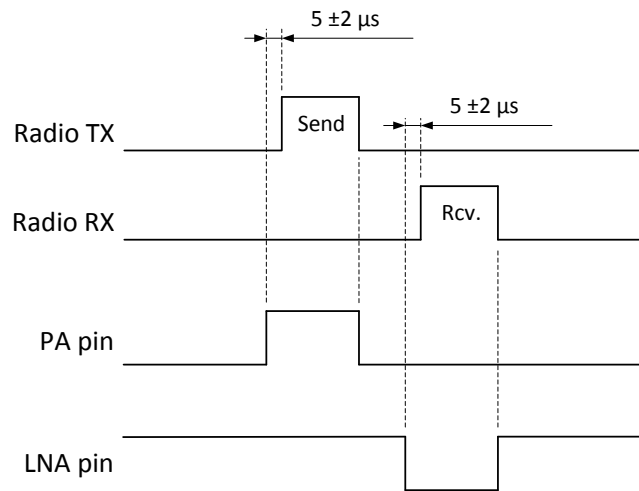 5 ±2 µs
5 ±2 µs
Radio TX
Send
Radio RX
Rcv.
PA pin
LNA pin